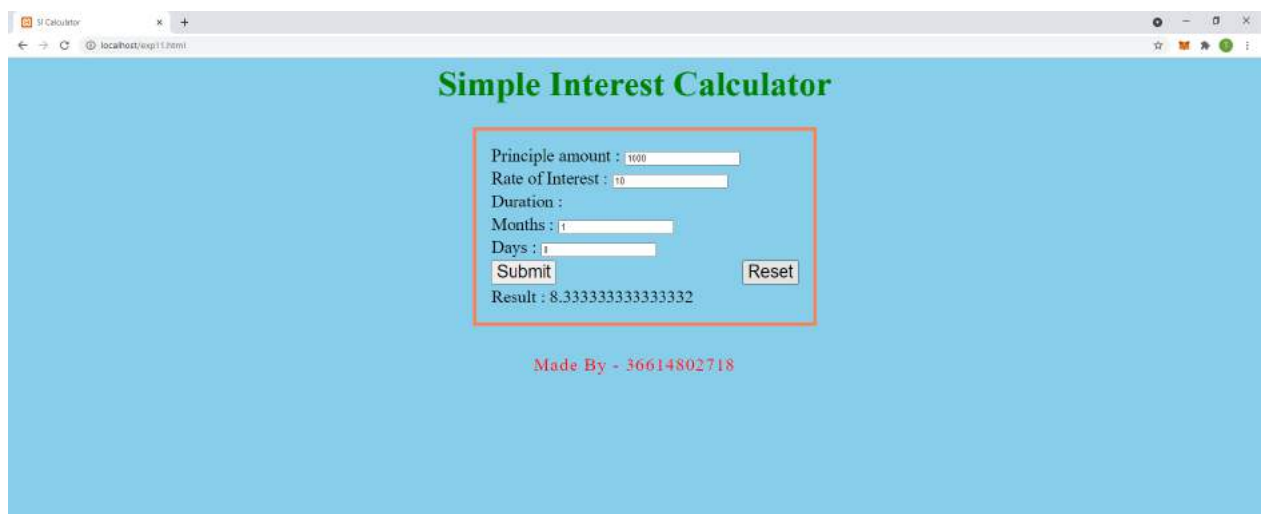 SI Calculator
localhost/exp11.html
Simple Interest Calculator
Principle amount : 1000
Rate of Interest : 10
Duration :
Months : 1
Days :
Submit Reset
Result : 8.333333333333332
Made By - 36614802718